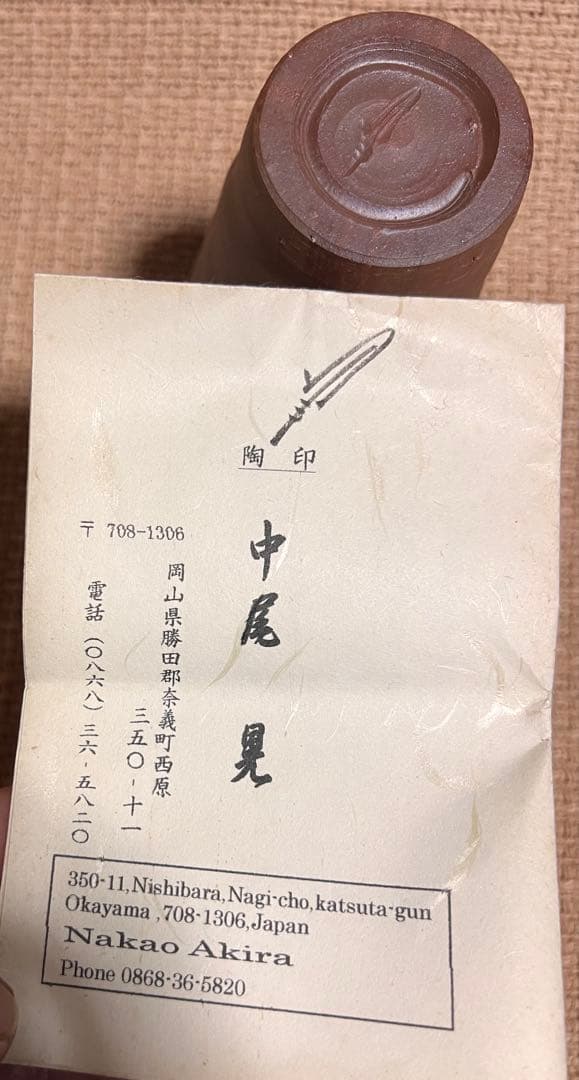 陶 印
中尾 晃
〒 708-1306
岡山県勝田郡奈義町西原
三五〇-十一
電話 (〇八六八) 三六-五八二〇
350-11,Nishibara,Nagi-cho,katsuta-gun
Okayama ,708-1306,Japan
Nakao Akira
Phone 0868-36-5820